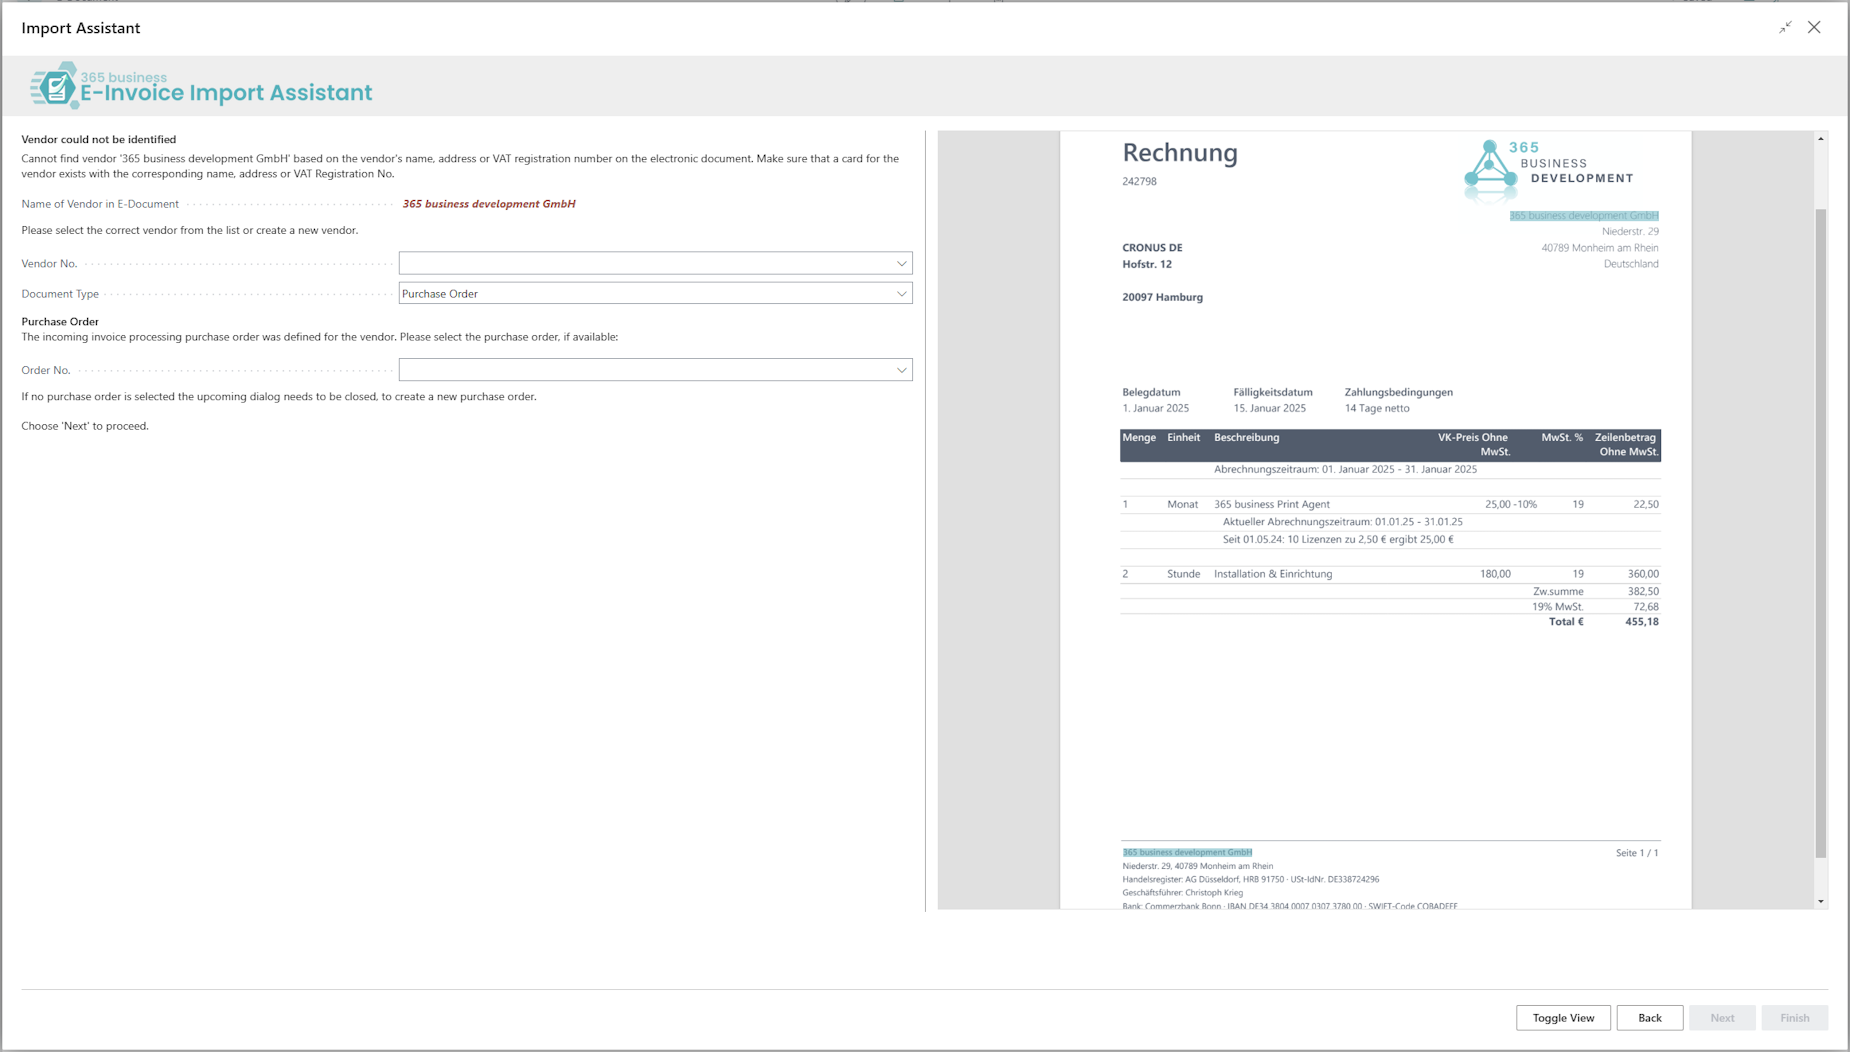 Import Assistant
365 business
E-Invoice Import Assistant
Vendor could not be identified
Cannot find vendor '365 business development GmbH' based on the vendor's name, address or VAT registration number on the electronic document. Make sure that a card for the
vendor exists with the corresponding name, address or VAT Registration No.
Name of Vendor in E-Document
365 business development GmbH
Please select the correct vendor from the list or create a new vendor.
Vendor No.
Document Type
Purchase Order
Purchase Order
The incoming invoice processing purchase order was defined for the vendor. Please select the purchase order, if available:
Order No.
If no purchase order is selected the upcoming dialog needs to be closed, to create a new purchase order.
Choose 'Next' to proceed.
Rechnung
242798
365
BUSINESS
DEVELOPMENT
365 business development GmbH
Niederstr. 29
40789 Monheim am Rhein
Deutschland
CRONUS DE
Hofstr. 12
20097 Hamburg
Belegdatum Fälligkeitsdatum Zahlungsbedingungen
1. Januar 2025 15. Januar 2025 14 Tage netto
Menge Einheit Beschreibung VK-Preis Ohne MwSt. % Zeilenbetrag
MwSt. Ohne MwSt.
Abrechnungszeitraum: 01. Januar 2025 - 31. Januar 2025
1 Monat 365 business Print Agent 25,00 -10% 19 22,50
Aktueller Abrechnungszeitraum: 01.01.25 - 31.01.25
Seit 01.05.24: 10 Lizenzen zu 2,50 € ergibt 25,00 €
2 Stunde Installation & Einrichtung 180,00 19 360,00
Zw.summe 382,50
19% MwSt. 72,68
Total € 455,18
365 business development GmbH Seite 1 / 1
Niederstr. 29, 40789 Monheim am Rhein
Handelsregister: AG Düsseldorf, HRB 91750 · USt-IdNr. DE338724296
Geschäftsführer: Christoph Krieg
Bank: Commerzbank Bonn · IBAN DE34 3804 0007 0307 3780 00 · SWIFT-Code COBADEFF
Toggle View
Back
Next
Finish